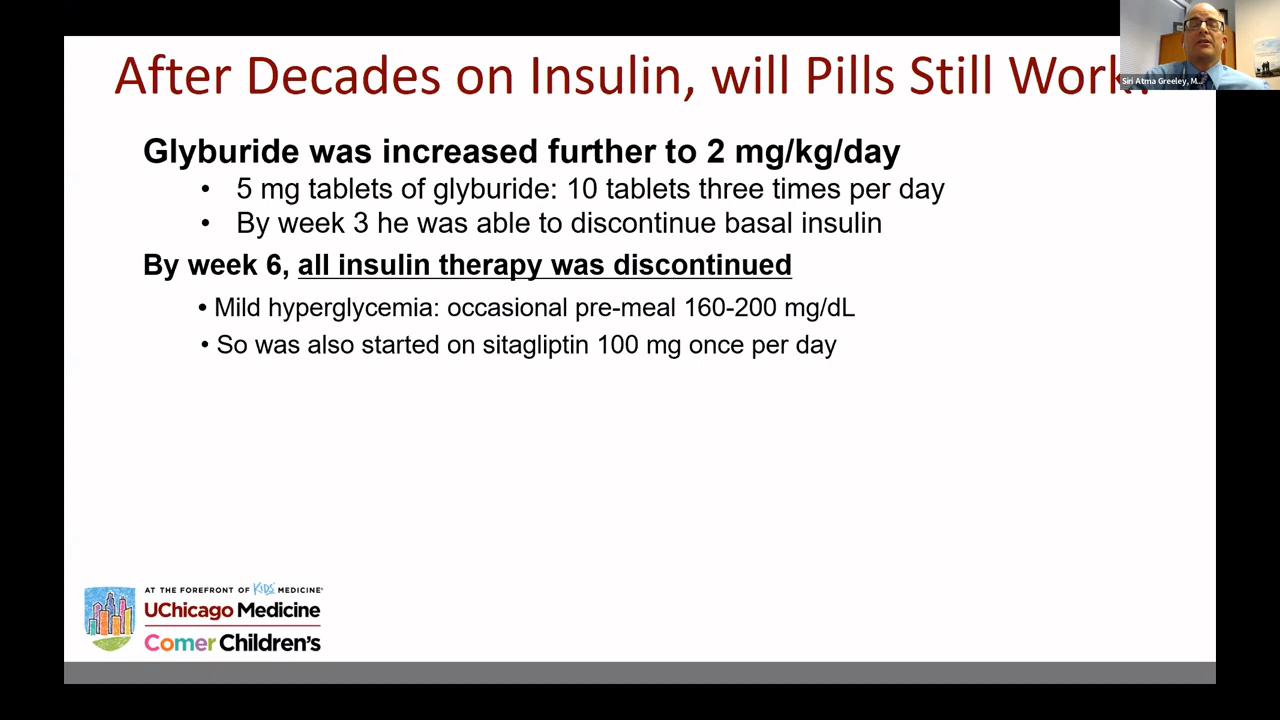 After Decades on Insulin, will Pills Still Work?
Siri Atma Greeley, M...
Glyburide was increased further to 2 mg/kg/day
• 5 mg tablets of glyburide: 10 tablets three times per day
• By week 3 he was able to discontinue basal insulin
By week 6, all insulin therapy was discontinued
• Mild hyperglycemia: occasional pre-meal 160-200 mg/dL
• So was also started on sitagliptin 100 mg once per day
AT THE FOREFRONT OF KIDS' MEDICINE®
UChicago Medicine
Comer Children's